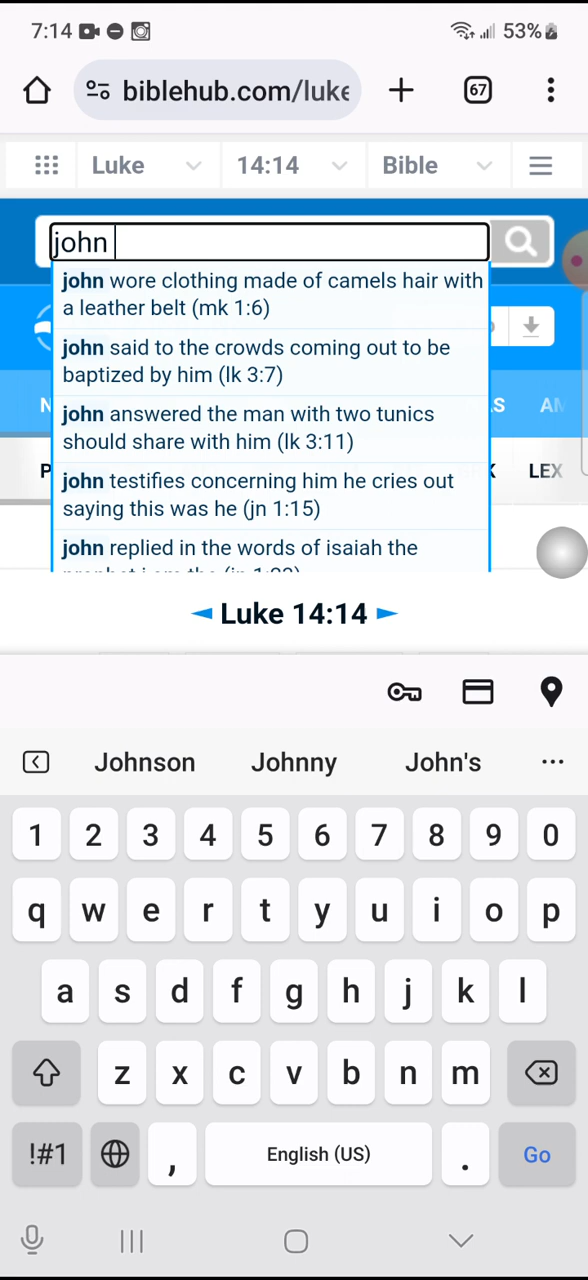 7:14 53%
biblehub.com/luke 67
Luke 14:14 Bible
john
john wore clothing made of camels hair with
a leather belt (mk 1:6)
john said to the crowds coming out to be
baptized by him (lk 3:7)
N AS AM
john answered the man with two tunics
should share with him (lk 3:11)
P K LEX
john testifies concerning him he cries out
saying this was he (jn 1:15)
john replied in the words of isaiah the
Luke 14:14
Johnson Johnny John's ...
1 2 3 4 5 6 7 8 9 0
q w e r t y u i o p
a s d f g h j k l
z x c v b n m
!#1 , English (US) . Go